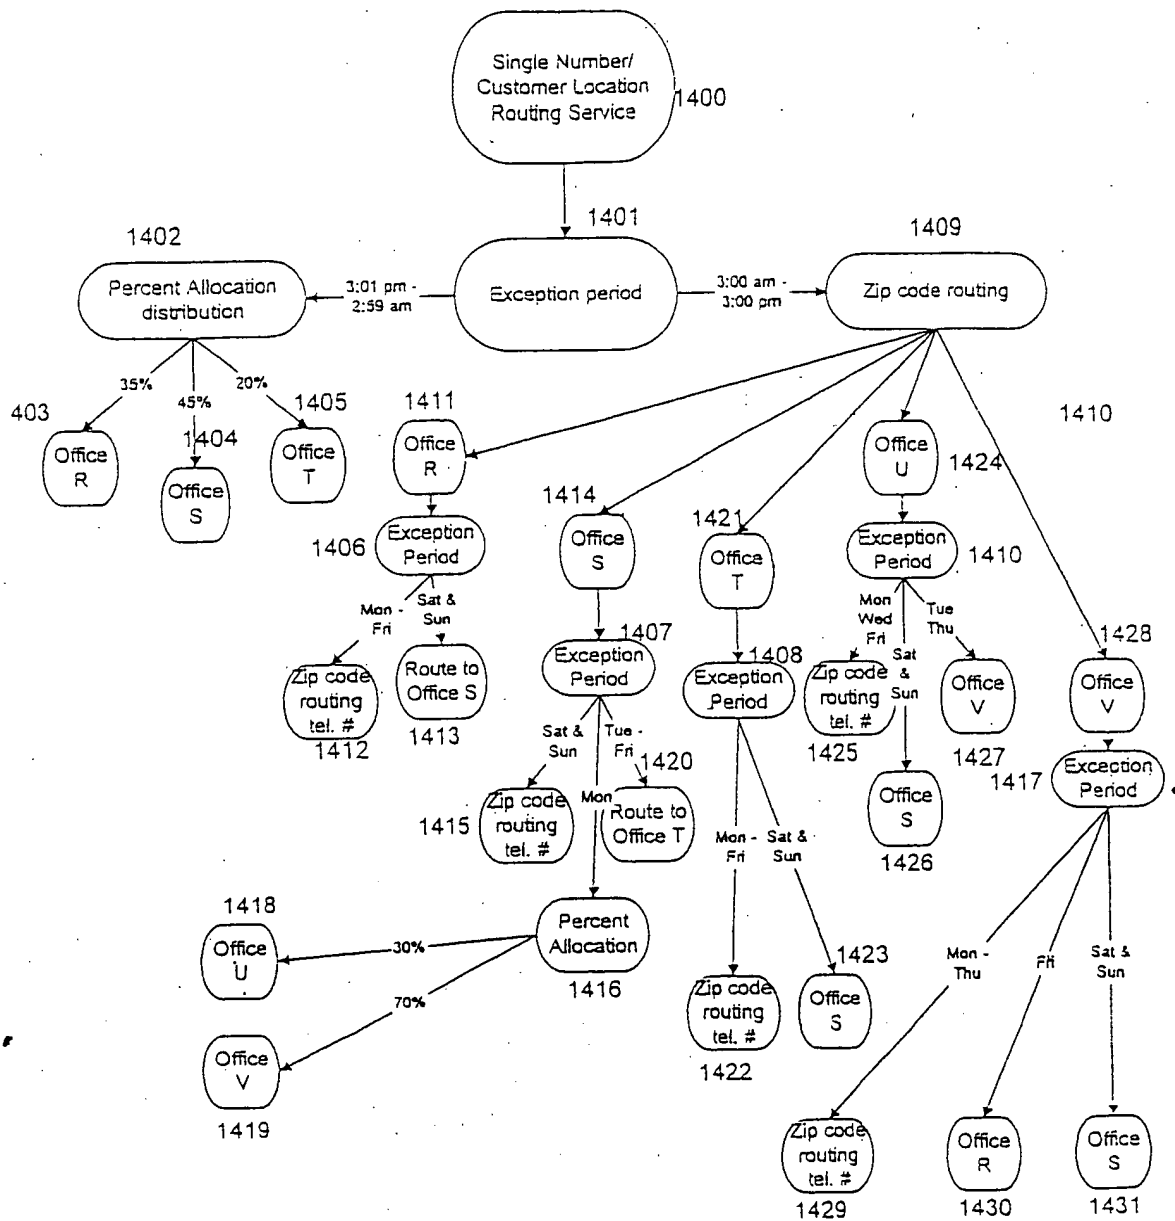 Single Number/
Customer Location
Routing Service
1400
1401
Exception period
1402
Percent Allocation
distribution
3:01 pm -
2:59 am
3:00 am -
3:00 pm
1409
Zip code routing
35%
45%
20%
403
Office
R
1404
Office
S
1405
Office
T
1411
Office
R
1406
Exception
Period
Mon -
Fri
Sat &
Sun
Zip code
routing
tel. #
1412
Route to
Office S
1413
1414
Office
S
1407
Exception
Period
Sat &
Sun
Mon
Tue -
Fri
1415
Zip code
routing
tel. #
1420
Route to
Office T
Percent
Allocation
1416
30%
70%
1418
Office
U
Office
V
1419
1421
Office
T
1408
Exception
Period
Mon -
Fri
Sat &
Sun
Zip code
routing
tel. #
1422
1423
Office
S
Office
U
1424
1410
Exception
Period
1410
Mon
Wed
Fri
Sat
&
Sun
Tue
Thu
Zip code
routing
tel. #
1425
Office
S
1426
Office
V
1427
1428
Office
V
1417
Exception
Period
Mon -
Thu
Fri
Sat &
Sun
Zip code
routing
tel. #
1429
Office
R
1430
Office
S
1431